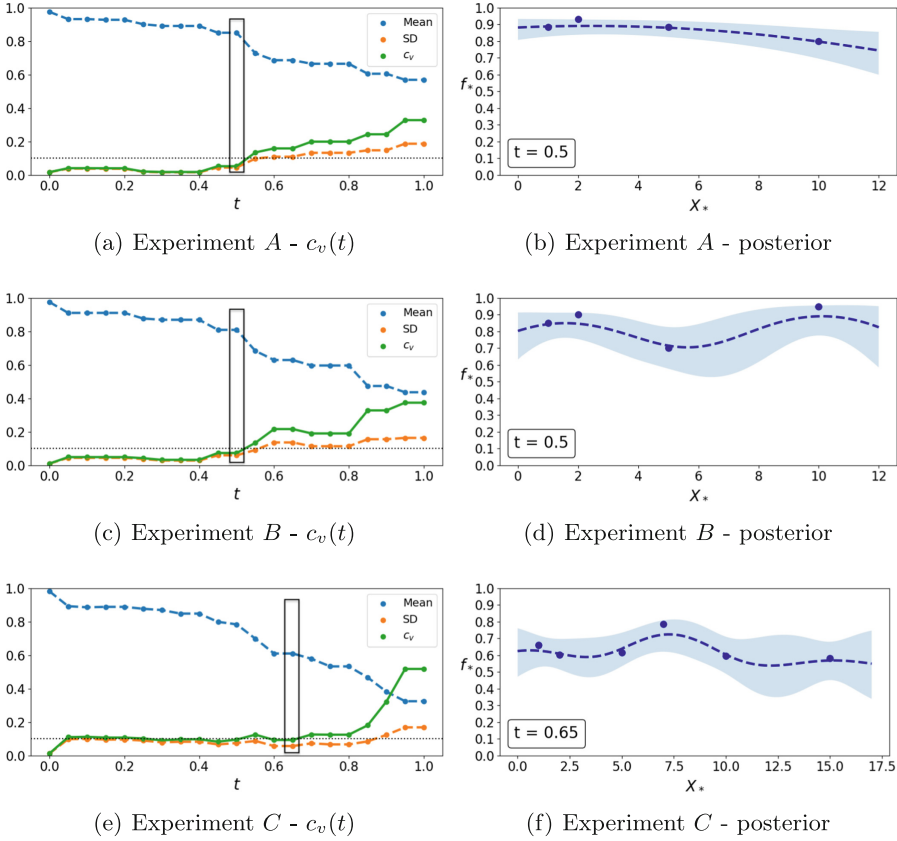 1.0
0.8
0.6
0.4
0.2
0.0
Mean
SD
c_v
0.0 0.2 0.4 0.6 0.8 1.0
t
(a) Experiment A - c_v(t)
1.0
0.9
0.8
0.7
0.6
0.5
0.4
0.3
0.2
0.1
0.0
f_*
t = 0.5
0 2 4 6 8 10 12
X_*
(b) Experiment A - posterior
1.0
0.8
0.6
0.4
0.2
0.0
Mean
SD
c_v
0.0 0.2 0.4 0.6 0.8 1.0
t
(c) Experiment B - c_v(t)
1.0
0.9
0.8
0.7
0.6
0.5
0.4
0.3
0.2
0.1
0.0
f_*
t = 0.5
0 2 4 6 8 10 12
X_*
(d) Experiment B - posterior
1.0
0.8
0.6
0.4
0.2
0.0
Mean
SD
c_v
0.0 0.2 0.4 0.6 0.8 1.0
t
(e) Experiment C - c_v(t)
1.0
0.9
0.8
0.7
0.6
0.5
0.4
0.3
0.2
0.1
0.0
f_*
t = 0.65
0.0 2.5 5.0 7.5 10.0 12.5 15.0 17.5
X_*
(f) Experiment C - posterior